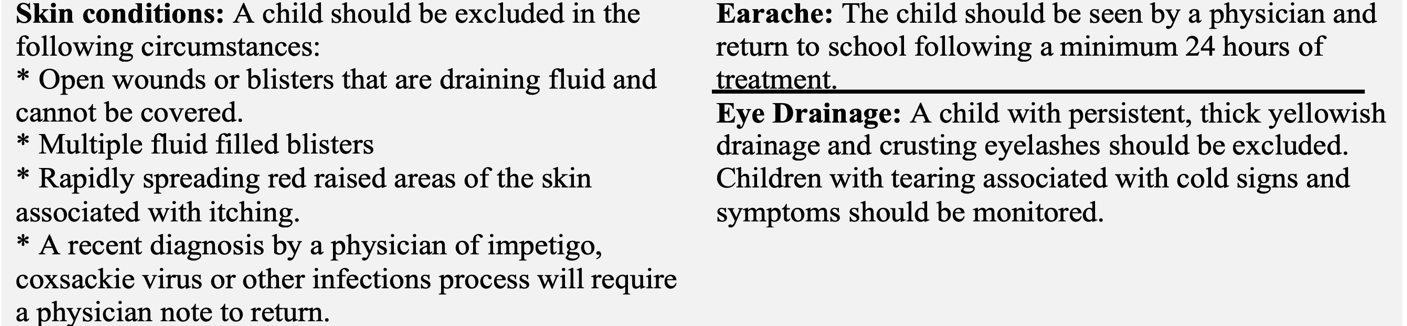 Skin conditions: A child should be excluded in the
following circumstances:
* Open wounds or blisters that are draining fluid and
cannot be covered.
* Multiple fluid filled blisters
* Rapidly spreading red raised areas of the skin
associated with itching.
* A recent diagnosis by a physician of impetigo,
coxsackie virus or other infections process will require
a physician note to return.
Earache: The child should be seen by a physician and
return to school following a minimum 24 hours of
treatment.
Eye Drainage: A child with persistent, thick yellowish
drainage and crusting eyelashes should be excluded.
Children with tearing associated with cold signs and
symptoms should be monitored.